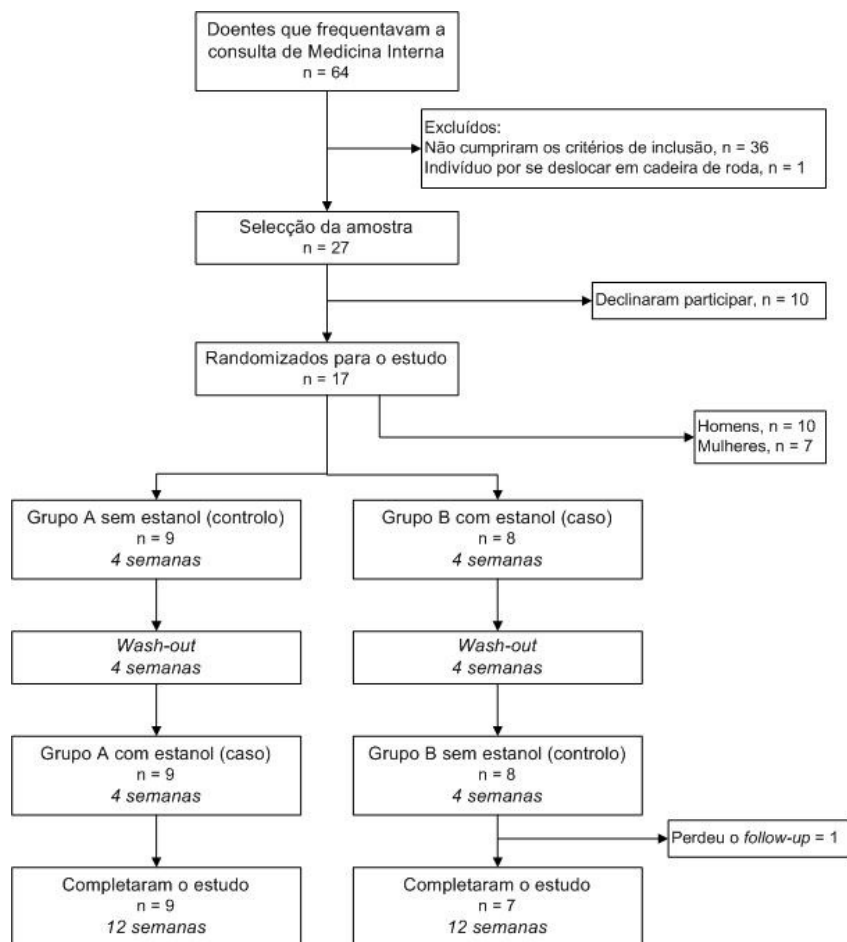 Doentes que frequentavam a
consulta de Medicina Interna
n = 64
Excluídos:
Não cumpriram os critérios de inclusão, n = 36
Indivíduo por se deslocar em cadeira de roda, n = 1
Selecção da amostra
n = 27
Declinaram participar, n = 10
Randomizados para o estudo
n = 17
Homens, n = 10
Mulheres, n = 7
Grupo A sem estanol (controlo)
n = 9
4 semanas
Grupo B com estanol (caso)
n = 8
4 semanas
Wash-out
4 semanas
Wash-out
4 semanas
Grupo A com estanol (caso)
n = 9
4 semanas
Grupo B sem estanol (controlo)
n = 8
4 semanas
Perdeu o follow-up = 1
Completaram o estudo
n = 9
12 semanas
Completaram o estudo
n = 7
12 semanas